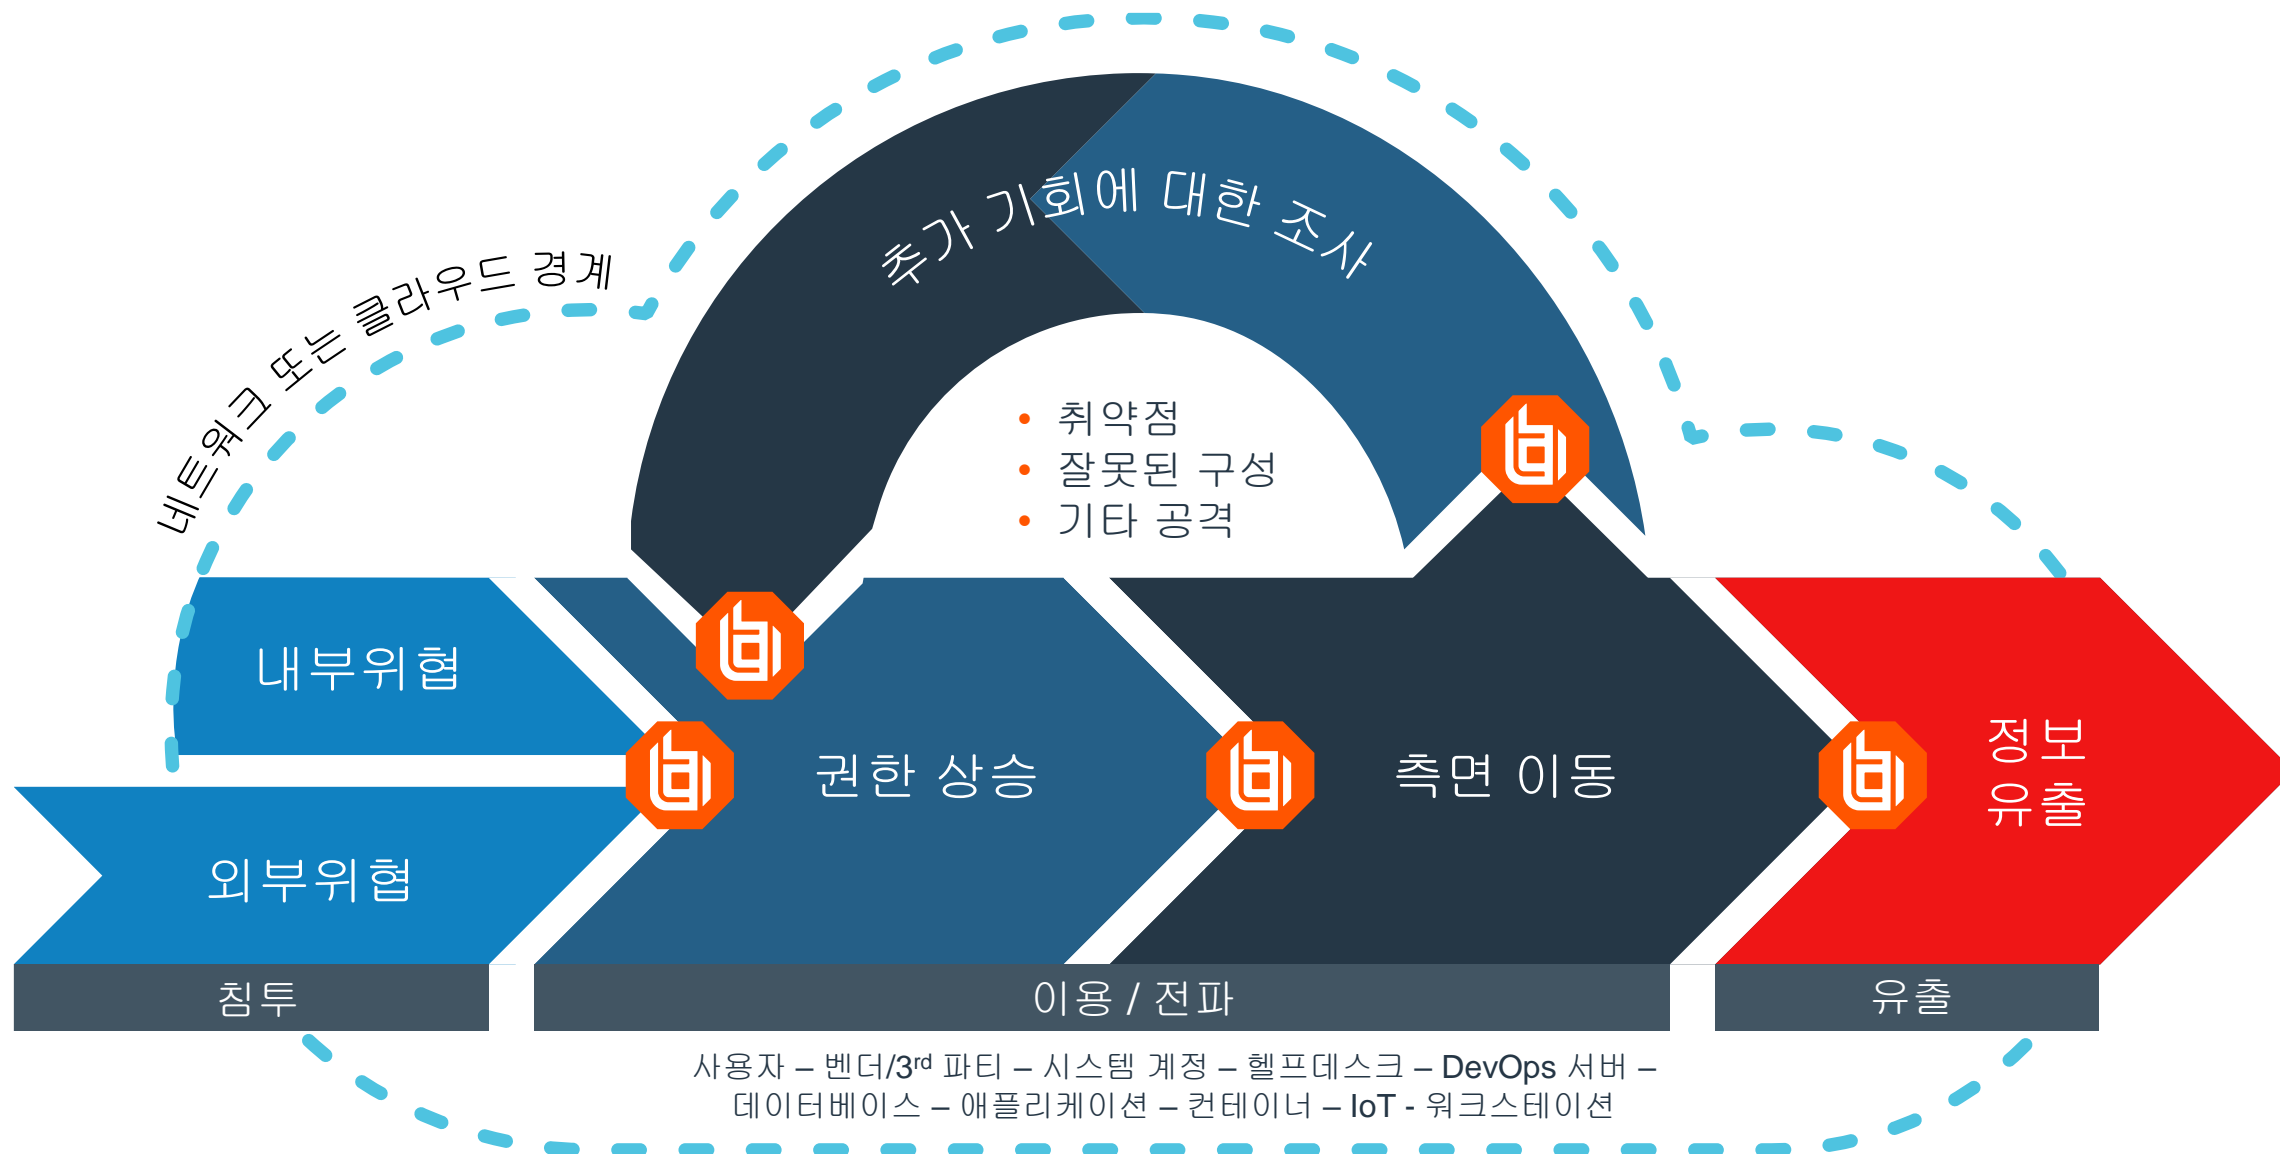 추가 기회에 대한 조사
네트워크 또는 클라우드 경계
• 취약점
• 잘못된 구성
• 기타 공격
내부위협
외부위협
권한 상승
측면 이동
정보
유출
침투
이용 / 전파
유출
사용자 – 벤더/3rd 파티 – 시스템 계정 – 헬프데스크 – DevOps 서버 –
데이터베이스 – 애플리케이션 – 컨테이너 – IoT - 워크스테이션